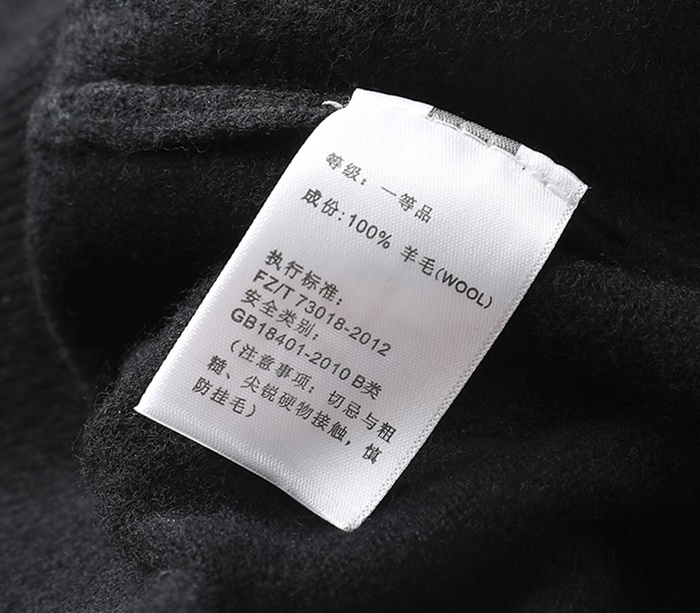 等级：一等品
成份:100% 羊毛(WOOL)
执行标准：
FZ/T 73018-2012
安全类别：
GB18401-2010 B类
（注意事项：切忌与粗
糙、尖锐硬物接触，慎
防挂毛）